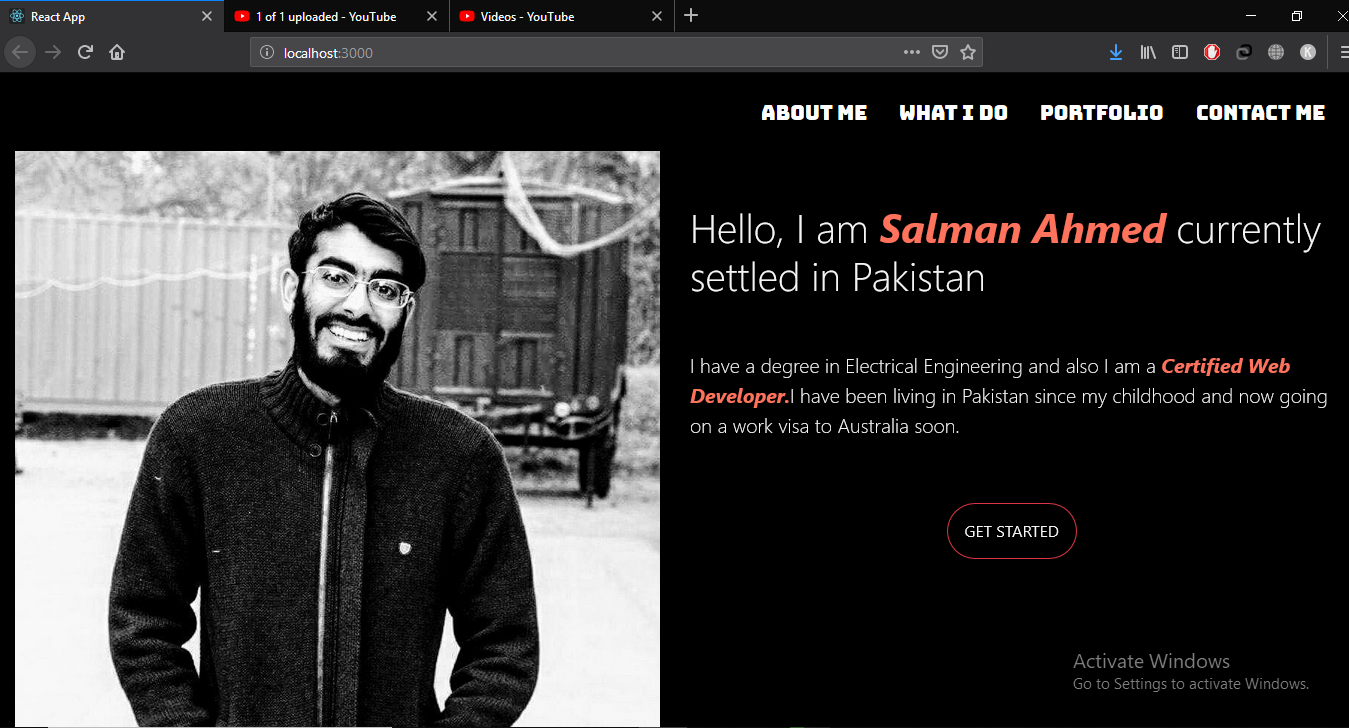 React App
1 of 1 uploaded - YouTube
Videos - YouTube
localhost:3000
K
ABOUT ME WHAT I DO PORTFOLIO CONTACT ME
Hello, I am Salman Ahmed currently
settled in Pakistan
I have a degree in Electrical Engineering and also I am a Certified Web
Developer.I have been living in Pakistan since my childhood and now going
on a work visa to Australia soon.
GET STARTED
Activate Windows
Go to Settings to activate Windows.